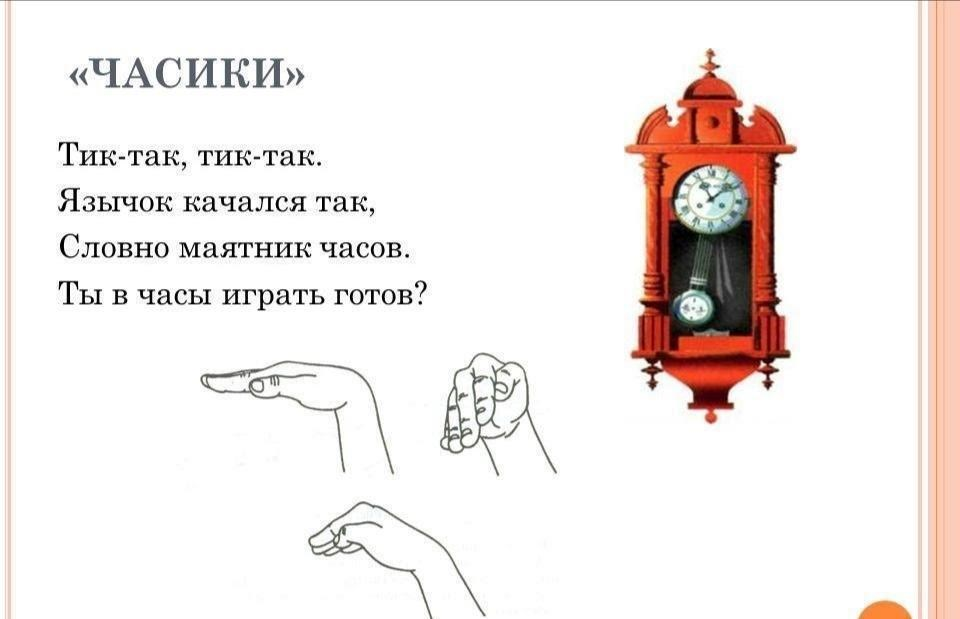 «ЧАСИКИ»
Тик-так, тик-так.
Язычок качался так,
Словно маятник часов.
Ты в часы играть готов?